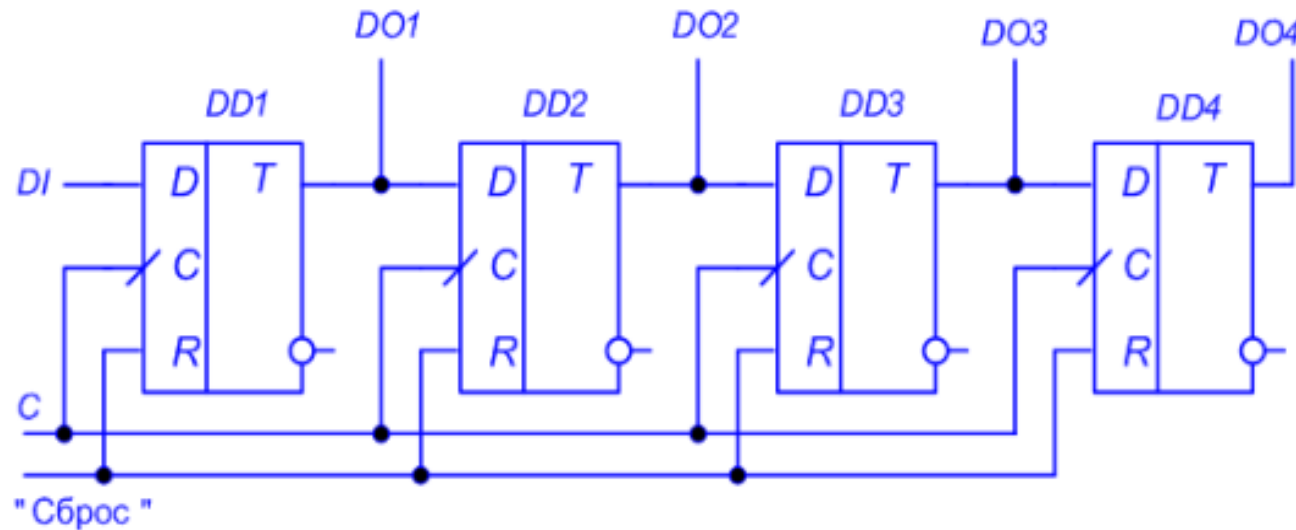 DO1 DO2 DO3 DO4
DD1 DD2 DD3 DD4
DI D T D T D T D T
C C C C
R R R R
C
" Сброс "